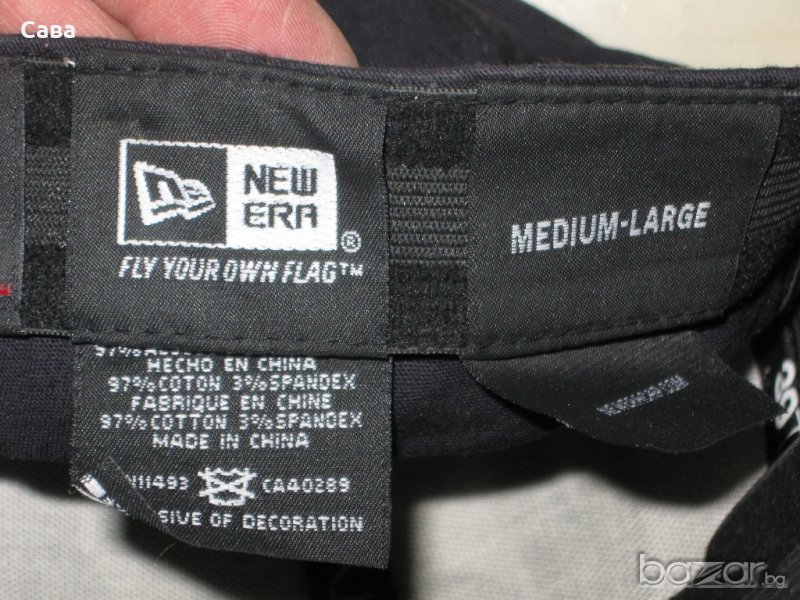 Сава
NEW
ERA
®
FLY YOUR OWN FLAG™
MEDIUM-LARGE
HECHO EN CHINA
97% COTON 3% SPANDEX
FABRIQUE EN CHINE
97% COTTON 3% SPANDEX
MADE IN CHINA
11493 CA40289
SIVE OF DECORATION
bazar.bg